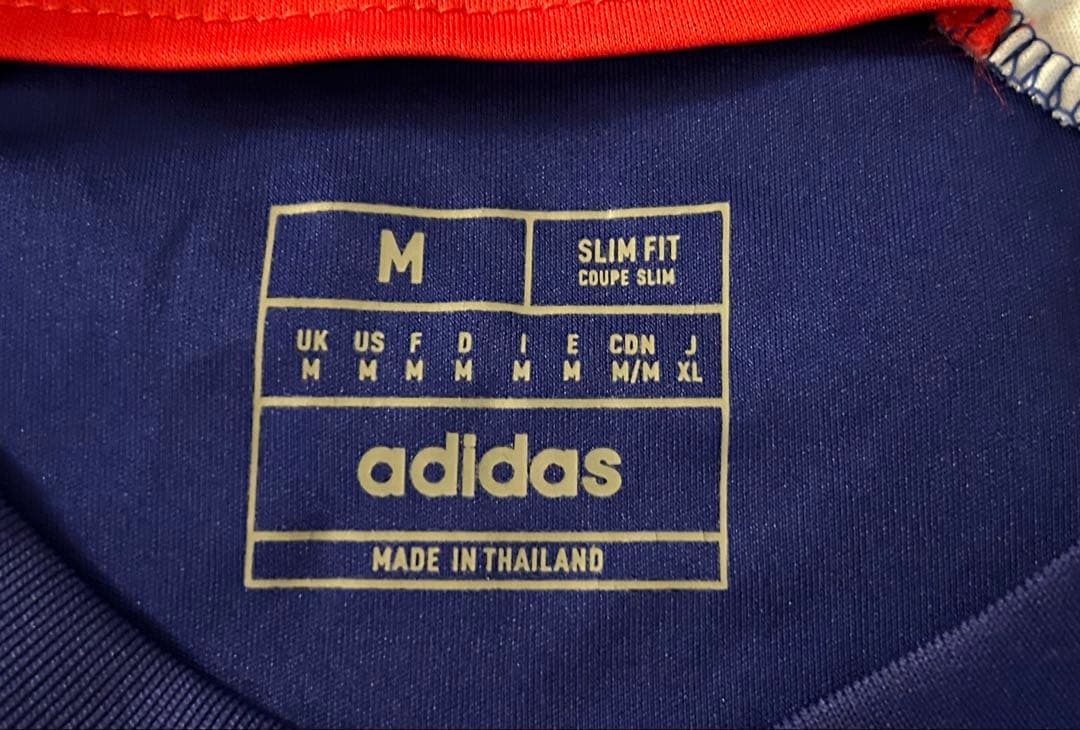 M
SLIM FIT
COUPE SLIM
UK US F D I E CDN J
M M M M M M M/M XL
adidas
MADE IN THAILAND